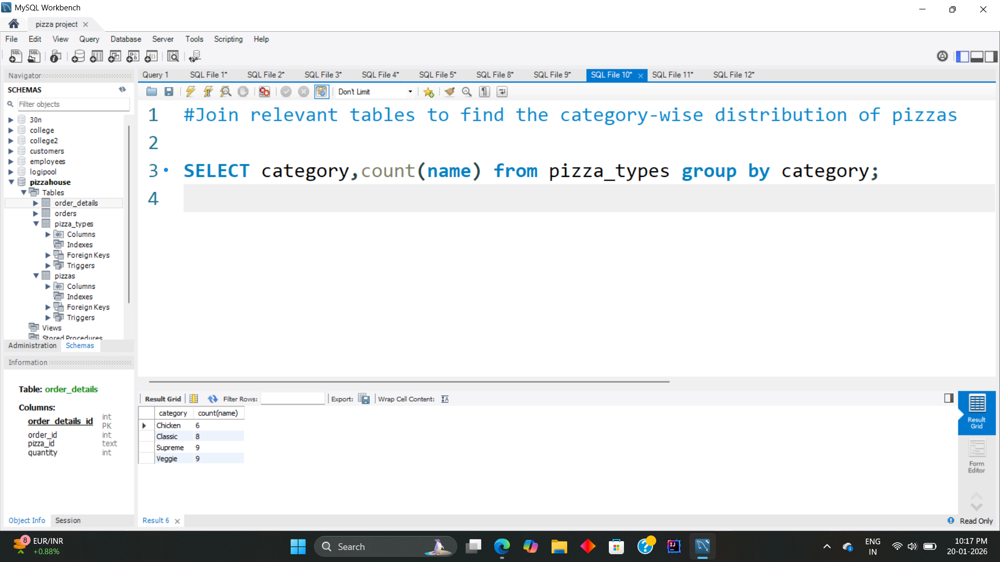 MySQL Workbench
pizza project
File Edit View Query Database Server Tools Scripting Help
Navigator
SCHEMAS
Filter objects
30n
college
college2
customers
employees
logipool
pizzahouse
Tables
order_details
orders
pizza_types
Columns
Indexes
Foreign Keys
Triggers
pizzas
Columns
Indexes
Foreign Keys
Triggers
Views
Stored Procedures
Administration Schemas
Information
Table: order_details
Columns:
order_details_id int PK
order_id int
pizza_id text
quantity int
Object Info Session
Query 1 SQL File 1* SQL File 2* SQL File 3* SQL File 4* SQL File 5* SQL File 8* SQL File 9* SQL File 10* SQL File 11* SQL File 12*
Don't Limit
1 #Join relevant tables to find the category-wise distribution of pizzas
2
3 SELECT category,count(name) from pizza_types group by category;
4
Result Grid Filter Rows: Export: Wrap Cell Content:
category count(name)
Chicken 6
Classic 8
Supreme 9
Veggie 9
Result Grid
Form Editor
Result 6
Read Only
8
EUR/INR
+0.88%
Search
ENG
IN
10:17 PM
20-01-2026